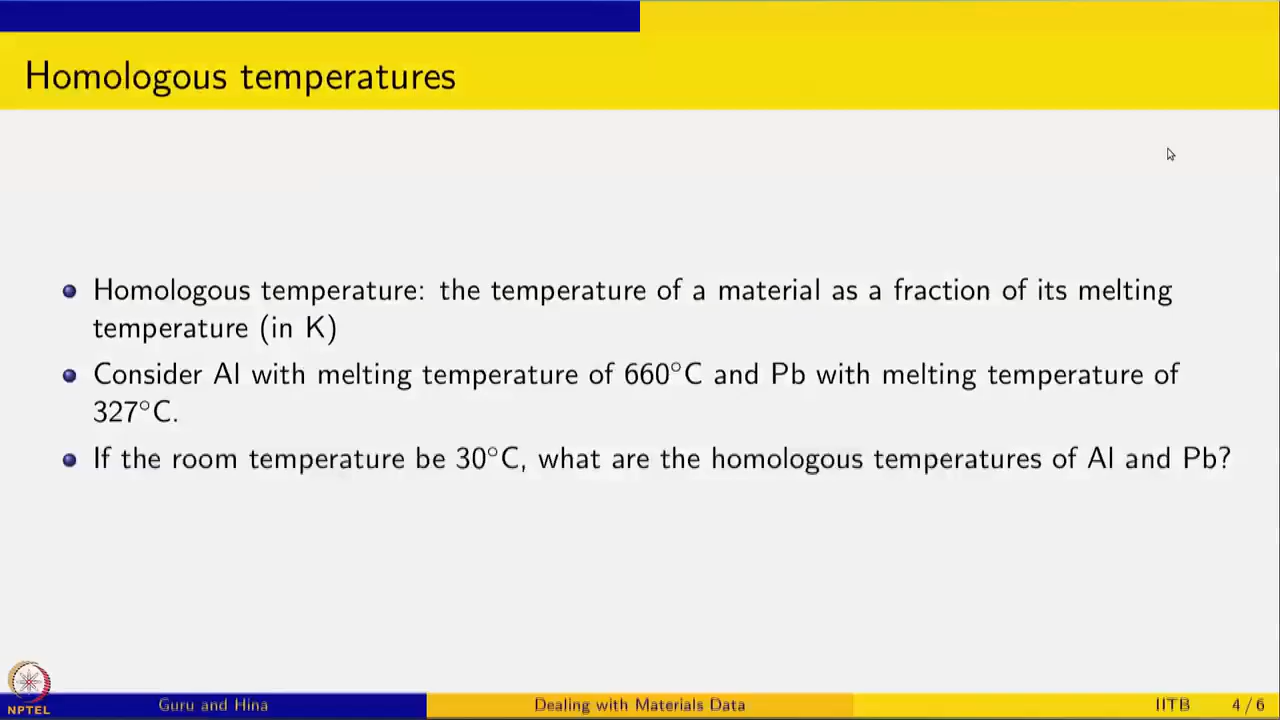 Homologous temperatures
Homologous temperature: the temperature of a material as a fraction of its melting
temperature (in K)
Consider Al with melting temperature of 660°C and Pb with melting temperature of
327°C.
If the room temperature be 30°C, what are the homologous temperatures of Al and Pb?
NPTEL
Guru and Hina
Dealing with Materials Data
IITB
4 / 6